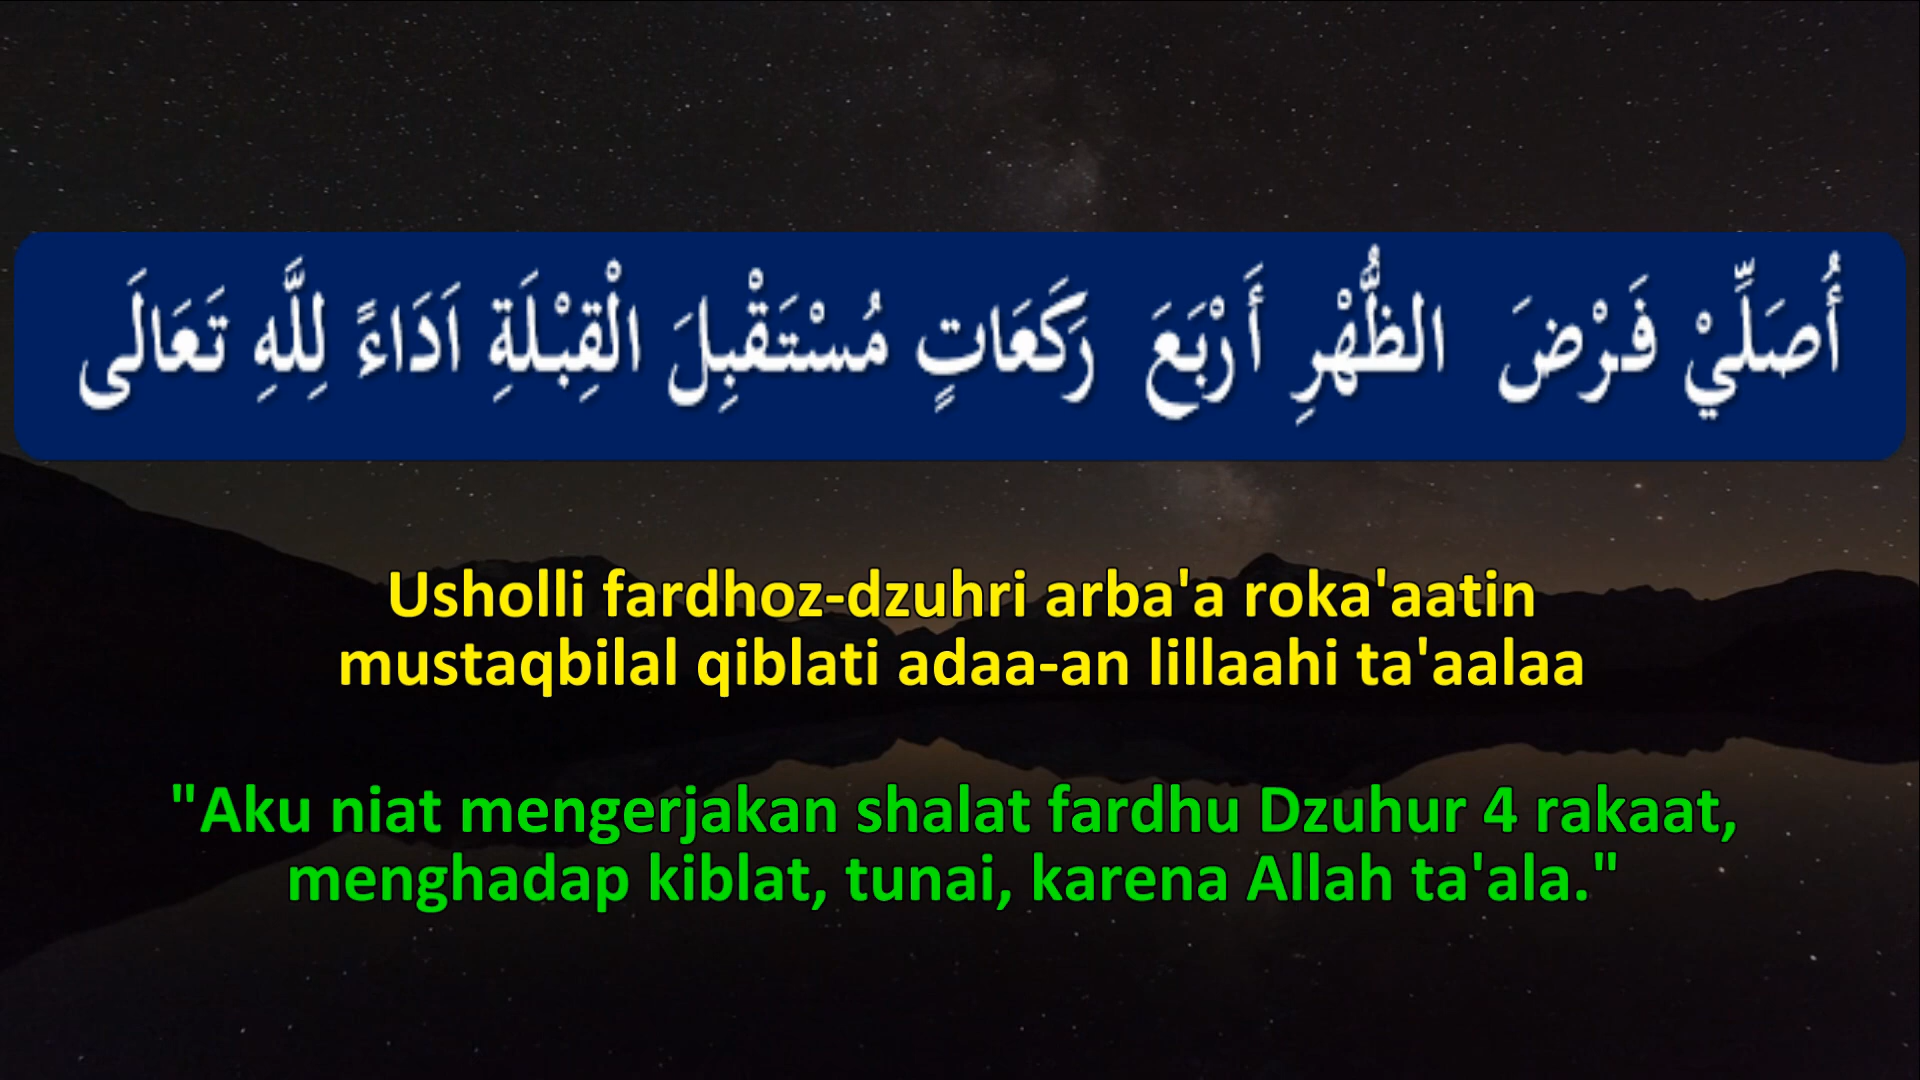 أُصَلِّيْ فَرْضَ الظُّهْرِ أَرْبَعَ رَكَعَاتٍ مُسْتَقْبِلَ الْقِبْلَةِ اَدَاءً لِلَّهِ تَعَالَى
Usholli fardhoz-dzuhri arba'a roka'aatin
mustaqbilal qiblati adaa-an lillaahi ta'aalaa
"Aku niat mengerjakan shalat fardhu Dzuhur 4 rakaat,
menghadap kiblat, tunai, karena Allah ta'ala."